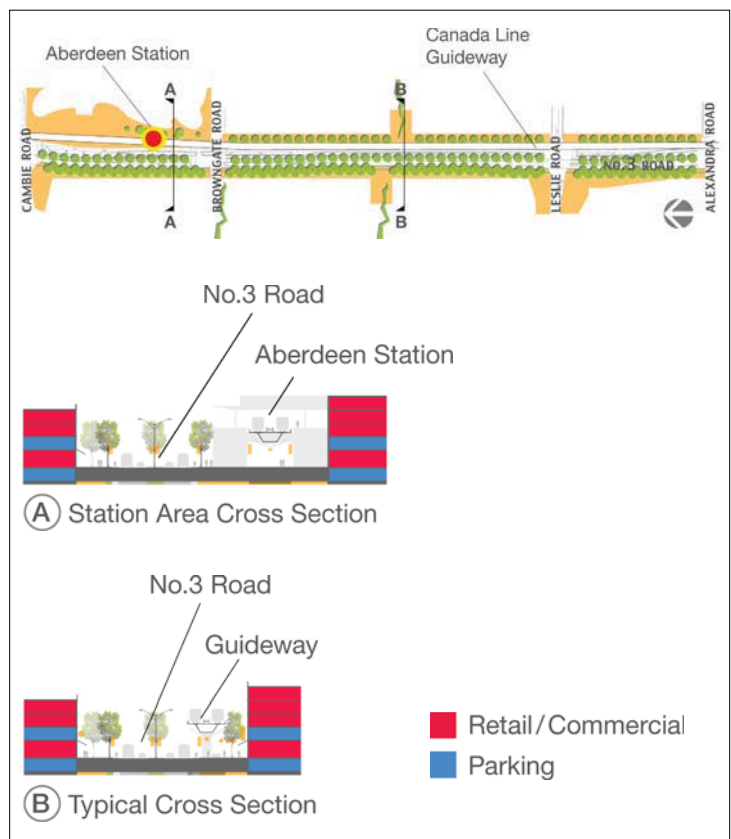 Aberdeen Station
Canada Line
Guideway
A
B
CAMBIE ROAD
BROWNGATE ROAD
LESLIE ROAD
NO.3 ROAD
ALEXANDRA ROAD
A
B
No.3 Road
Aberdeen Station
A Station Area Cross Section
No.3 Road
Guideway
Retail/Commercial
Parking
B Typical Cross Section